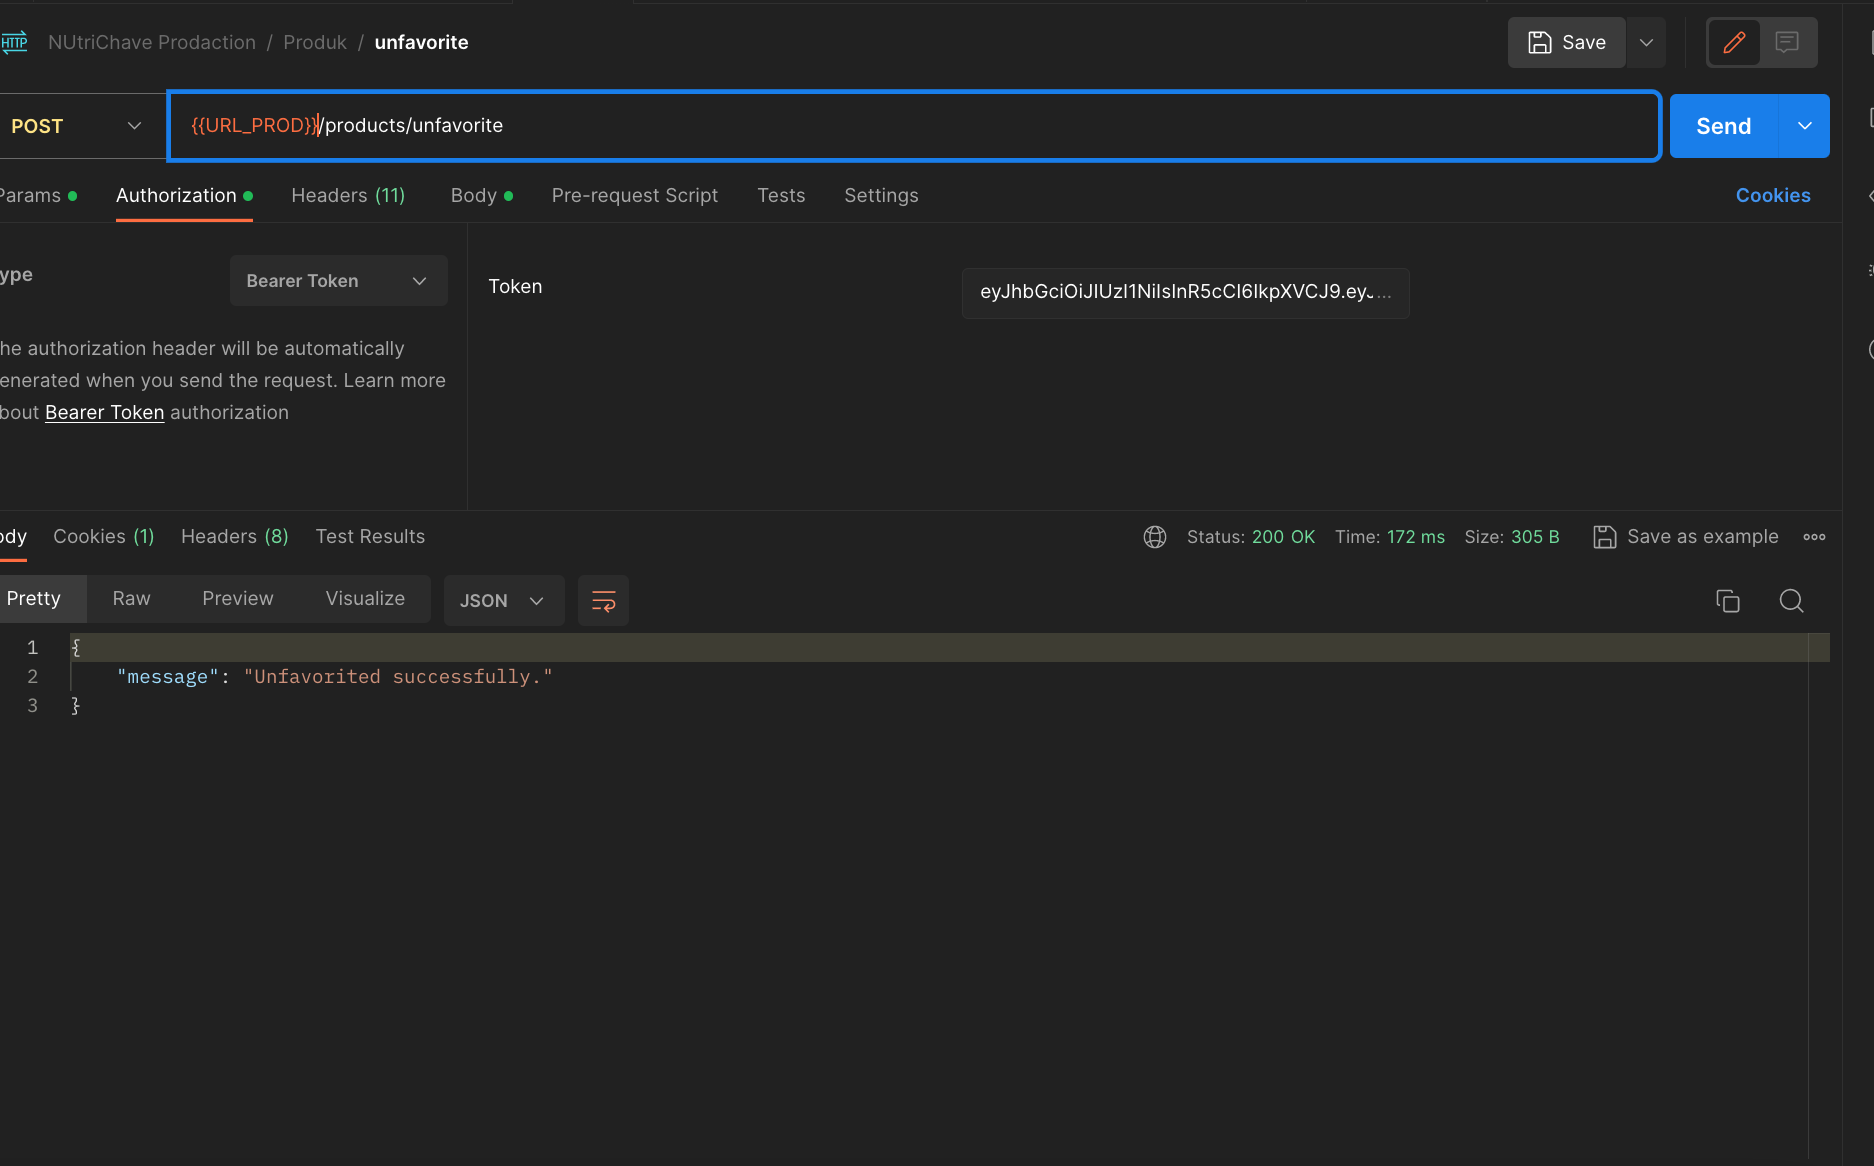 HTTP NUtriChave Prodaction / Produk / unfavorite Save
POST {{URL_PROD}}/products/unfavorite Send
Params Authorization Headers (11) Body Pre-request Script Tests Settings Cookies
ype Bearer Token Token eyJhbGciOiJIUzI1NiIsInR5cCI6IkpXVCJ9.eyJ...
he authorization header will be automatically
enerated when you send the request. Learn more
bout Bearer Token authorization
ody Cookies (1) Headers (8) Test Results Status: 200 OK Time: 172 ms Size: 305 B Save as example
Pretty Raw Preview Visualize JSON
1 {
2 "message": "Unfavorited successfully."
3 }